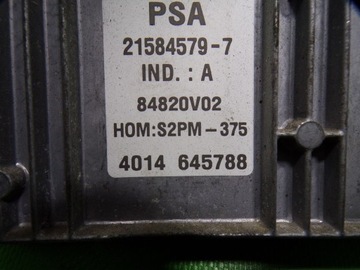 PSA
21584579-7
IND. : A
84820V02
HOM:S2PM-375
4014 645788